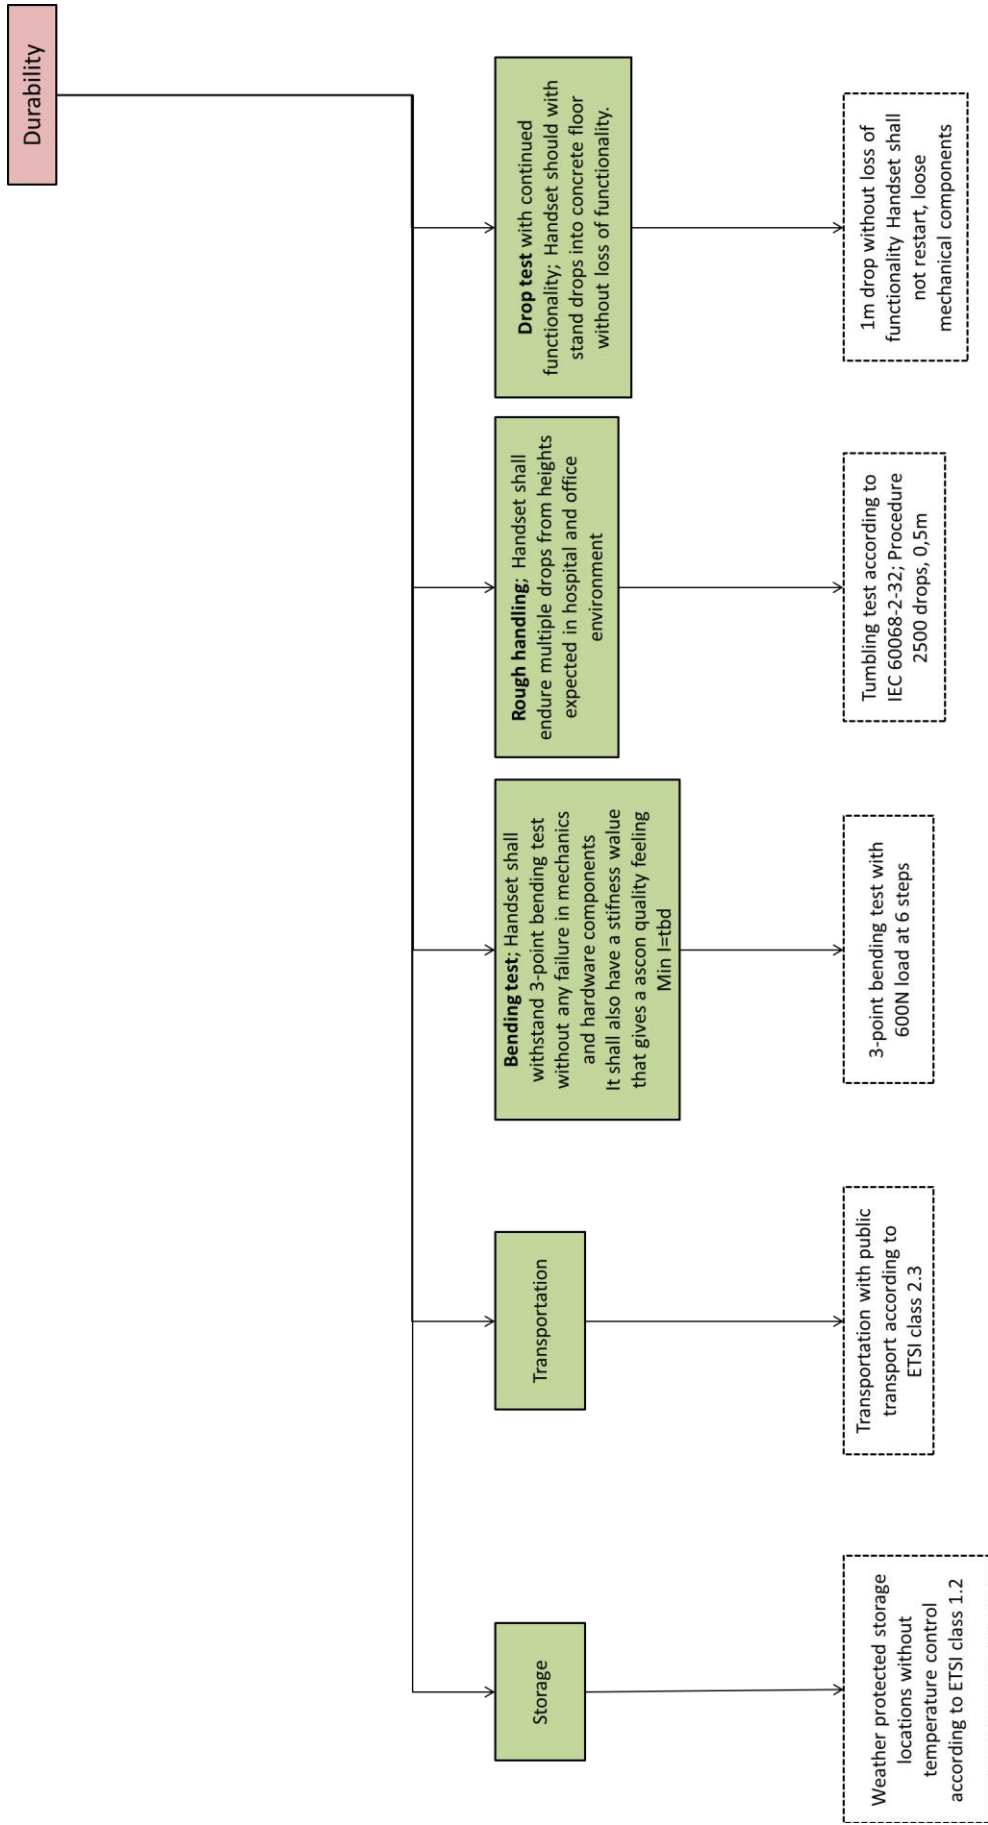 Durability
Storage
Transportation
Bending test; Handset shall
withstand 3-point bending test
without any failure in mechanics
and hardware components
It shall also have a stifness walue
that gives a ascon quality feeling
Min I=tbd
Rough handling; Handset shall
endure multiple drops from heights
expected in hospital and office
environment
Drop test with continued
functionality; Handset should with
stand drops into concrete floor
without loss of functionality.
Weather protected storage
locations without
temperature control
according to ETSI class 1.2
Transportation with public
transport according to
ETSI class 2.3
3-point bending test with
600N load at 6 steps
Tumbling test according to
IEC 60068-2-32; Procedure
2500 drops, 0,5m
1m drop without loss of
functionality Handset shall
not restart, loose
mechanical components